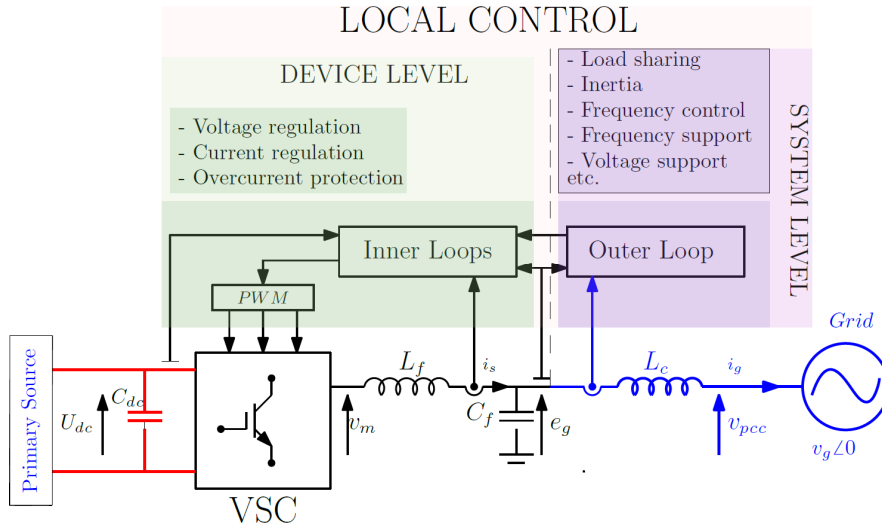 LOCAL CONTROL
DEVICE LEVEL
- Voltage regulation
- Current regulation
- Overcurrent protection
- Load sharing
- Inertia
- Frequency control
- Frequency support
- Voltage support
etc.
SYSTEM LEVEL
Inner Loops
Outer Loop
PWM
Primary Source
U_dc
C_dc
VSC
v_m
L_f
i_s
C_f
e_g
L_c
i_g
v_pcc
Grid
v_g∠0